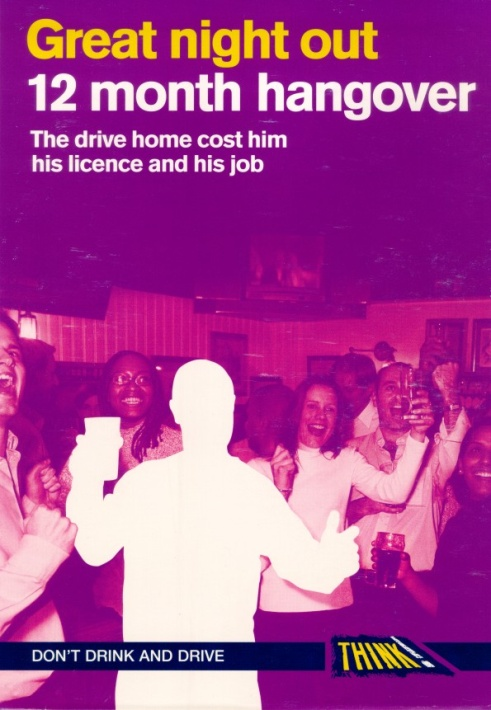 Great night out
12 month hangover
The drive home cost him
his licence and his job
DON'T DRINK AND DRIVE
THINK!